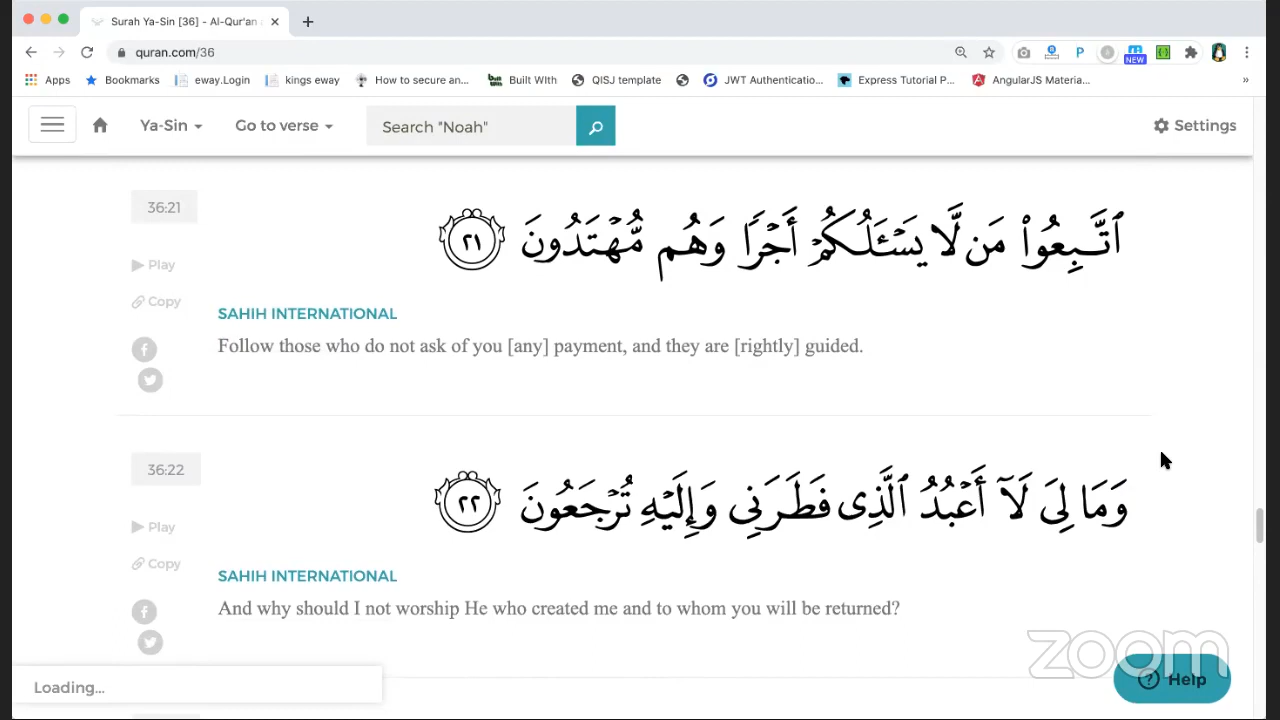 Surah Ya-Sin [36] - Al-Qur'an
quran.com/36
NEW
Apps
Bookmarks
eway.Login
kings eway
How to secure an...
Built With
QISJ template
JWT Authenticatio...
Express Tutorial P...
AngularJS Materia...
»
Ya-Sin
Go to verse
Search "Noah"
Settings
36:21
ٱتَّبِعُوا۟ مَن لَّا يَسْـَٔلُكُمْ أَجْرًا وَهُم مُّهْتَدُونَ ٢١
Play
Copy
SAHIH INTERNATIONAL
Follow those who do not ask of you [any] payment, and they are [rightly] guided.
36:22
وَمَا لِىَ لَآ أَعْبُدُ ٱلَّذِى فَطَرَنِى وَإِلَيْهِ تُرْجَعُونَ ٢٢
Play
Copy
SAHIH INTERNATIONAL
And why should I not worship He who created me and to whom you will be returned?
zoom
Help
Loading...